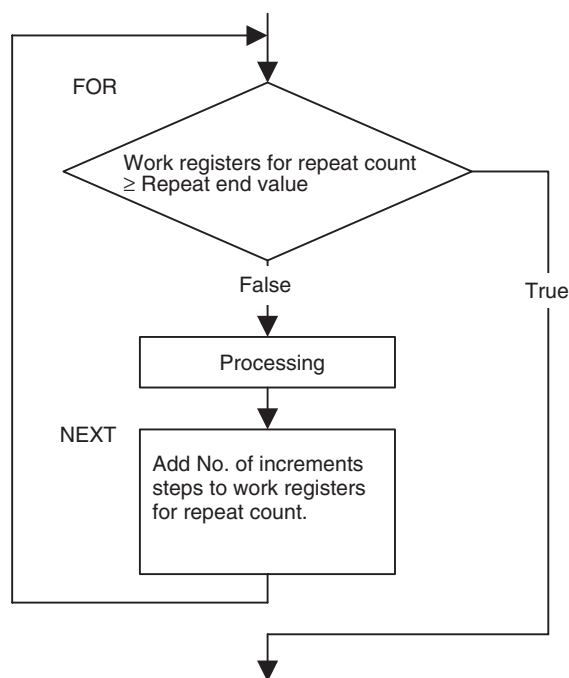 FOR
Work registers for repeat count
≥ Repeat end value
False
True
Processing
NEXT
Add No. of increments
steps to work registers
for repeat count.